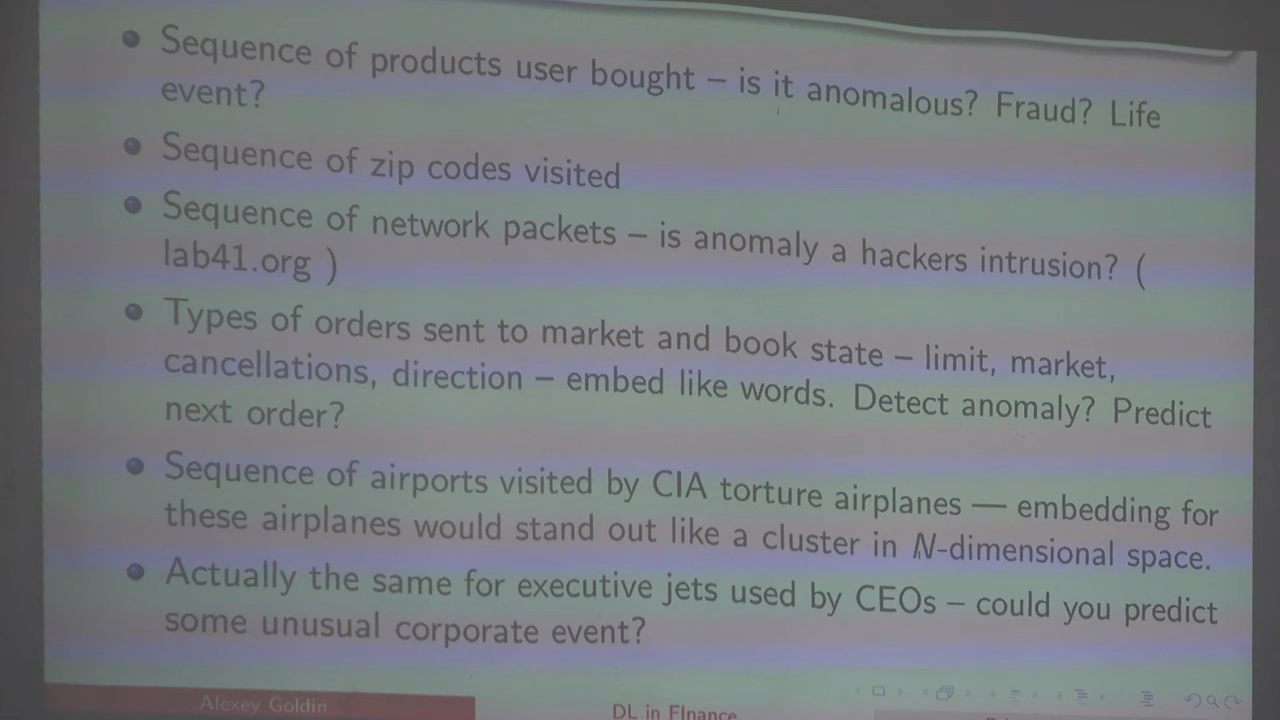 Sequence of products user bought – is it anomalous? Fraud? Life
event?
Sequence of zip codes visited
Sequence of network packets – is anomaly a hackers intrusion? (
lab41.org )
Types of orders sent to market and book state – limit, market,
cancellations, direction – embed like words. Detect anomaly? Predict
next order?
Sequence of airports visited by CIA torture airplanes — embedding for
these airplanes would stand out like a cluster in N-dimensional space.
Actually the same for executive jets used by CEOs – could you predict
some unusual corporate event?
Alexey Goldin
DL in FInance